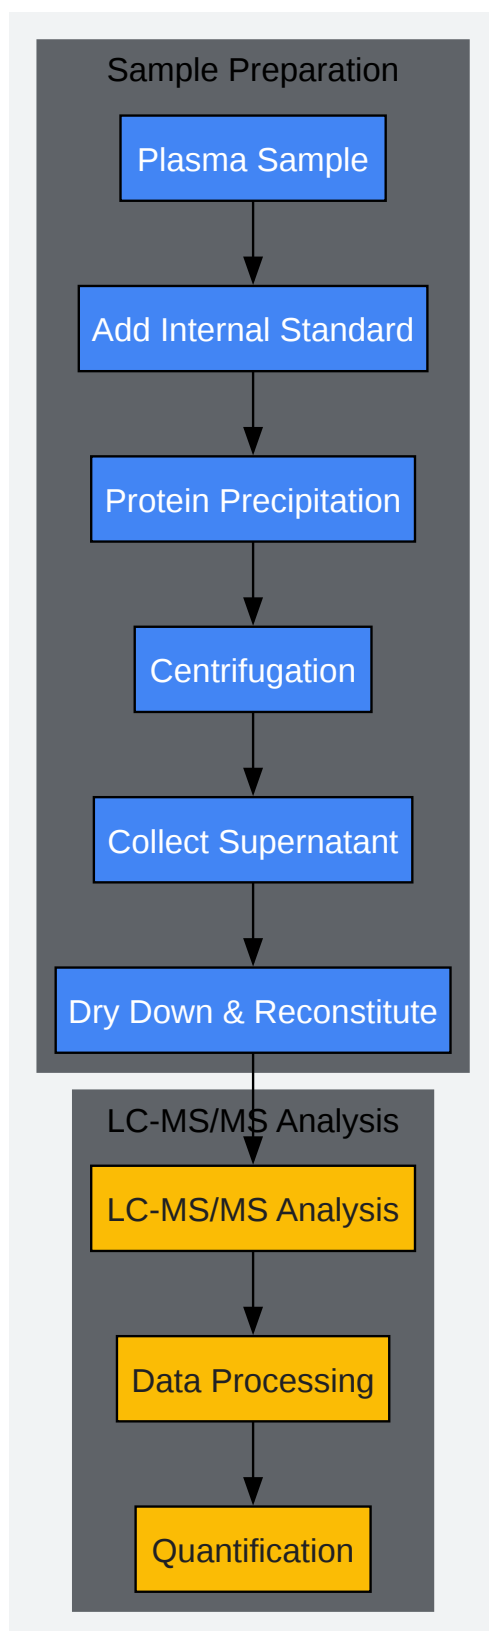 Sample Preparation
Plasma Sample
Add Internal Standard
Protein Precipitation
Centrifugation
Collect Supernatant
Dry Down & Reconstitute
LC-MS/MS Analysis
LC-MS/MS Analysis
Data Processing
Quantification